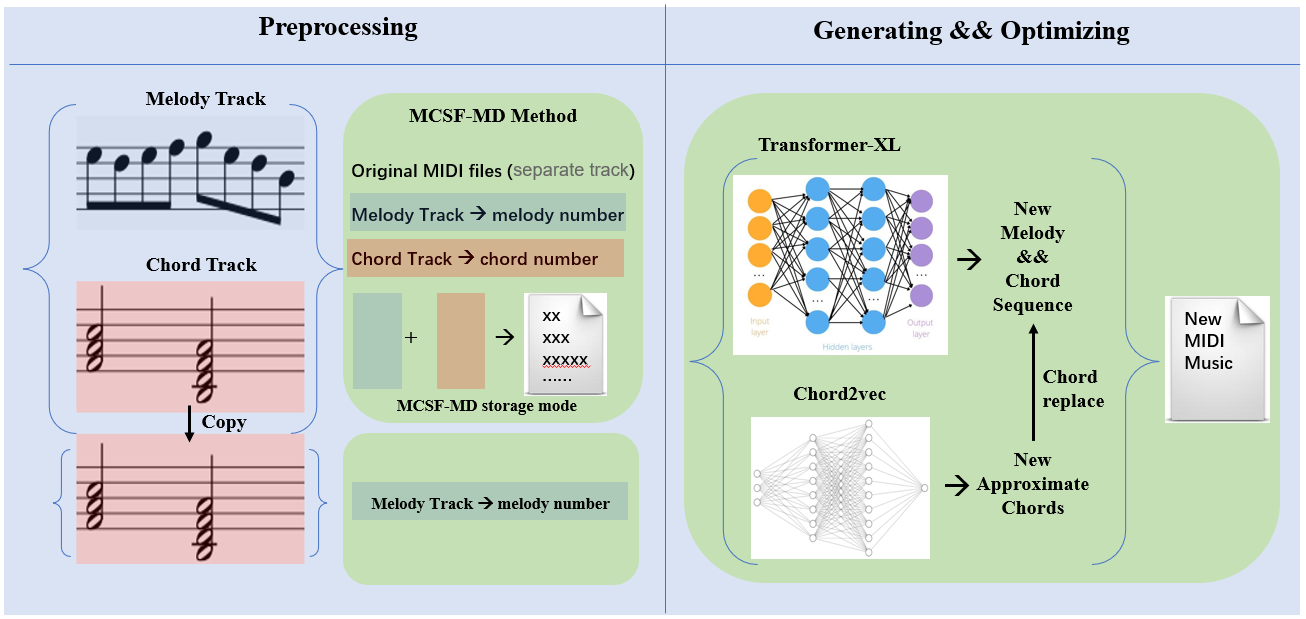 Preprocessing
Generating && Optimizing
Melody Track
Chord Track
Copy
MCSF-MD Method
Original MIDI files (separate track)
Melody Track → melody number
Chord Track → chord number
+
→
xx
xxx
xxxxx
......
MCSF-MD storage mode
Melody Track → melody number
Transformer-XL
...
...
...
...
Input
layer
Hidden layers
Output
layer
New
Melody
&&
Chord
Sequence
Chord
replace
Chord2vec
New
Approximate
Chords
New
MIDI
Music